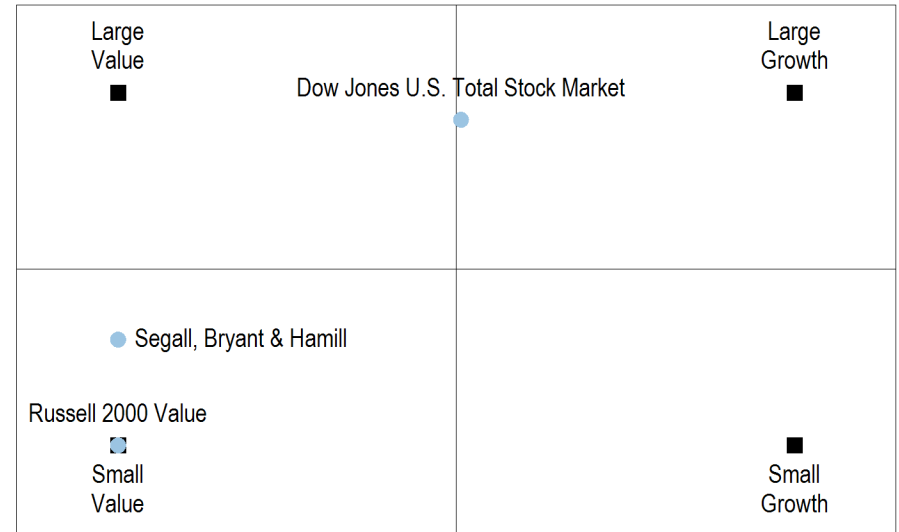 Large
Value
Large
Growth
Dow Jones U.S. Total Stock Market
Segall, Bryant & Hamill
Russell 2000 Value
Small
Value
Small
Growth